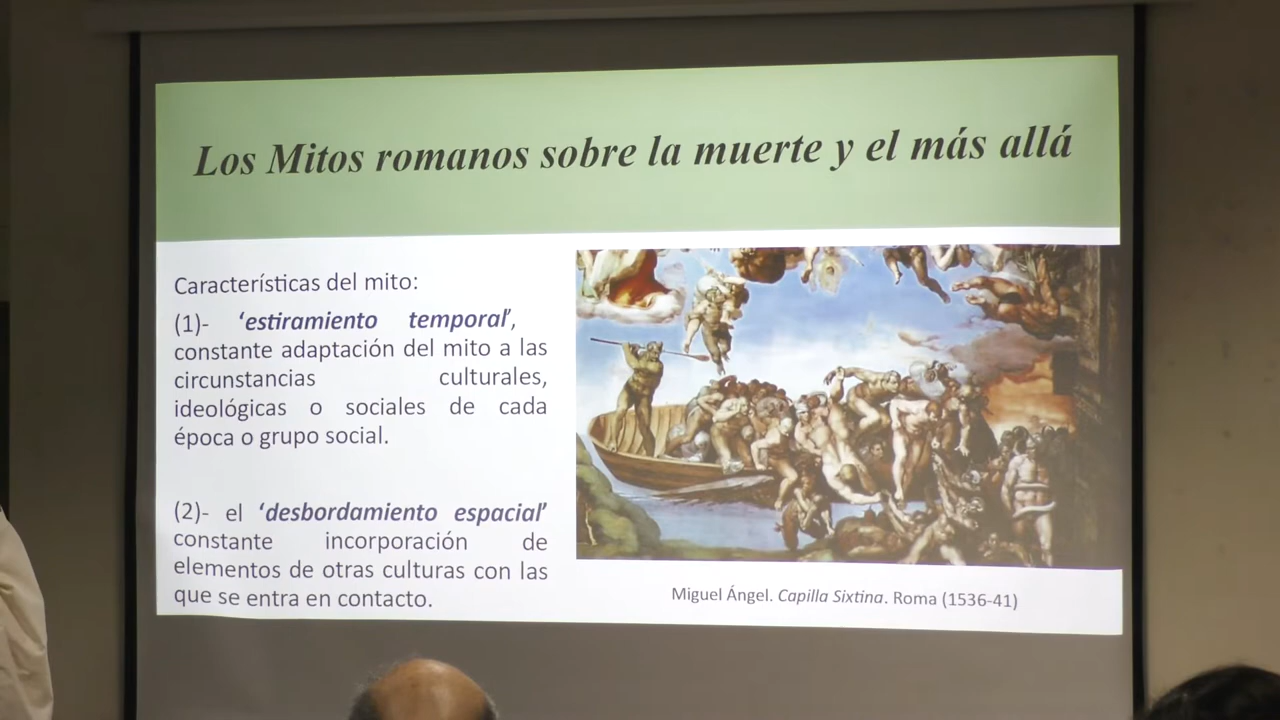 Los Mitos romanos sobre la muerte y el más allá
Características del mito:
(1)- ‘estiramiento temporal’,
constante adaptación del mito a las
circunstancias culturales,
ideológicas o sociales de cada
época o grupo social.
(2)- el ‘desbordamiento espacial’
constante incorporación de
elementos de otras culturas con las
que se entra en contacto.
Miguel Ángel. Capilla Sixtina. Roma (1536-41)